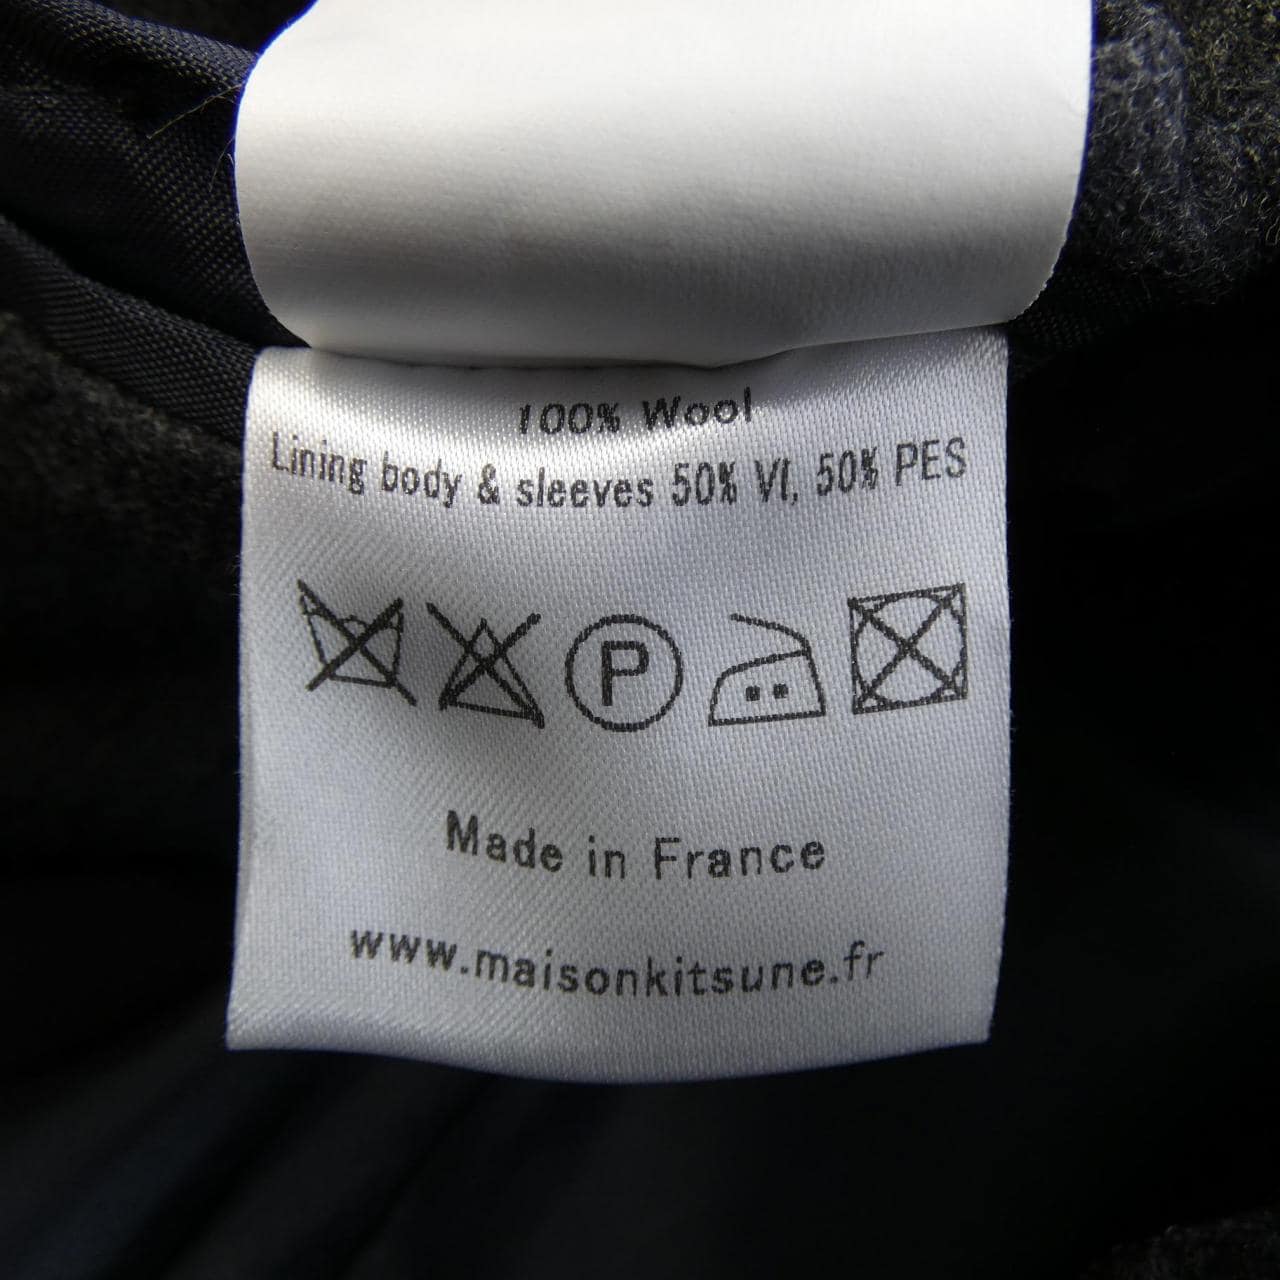 100% Wool
Lining body & sleeves 50% VI, 50% PES
P
Made in France
www.maisonkitsune.fr